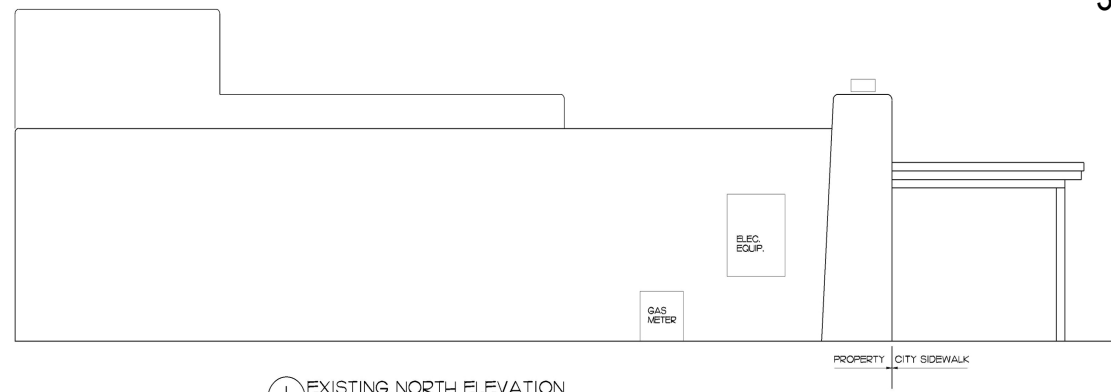 ELEC.
EQUIP.
GAS
METER
PROPERTY CITY SIDEWALK
EXISTING NORTH ELEVATION